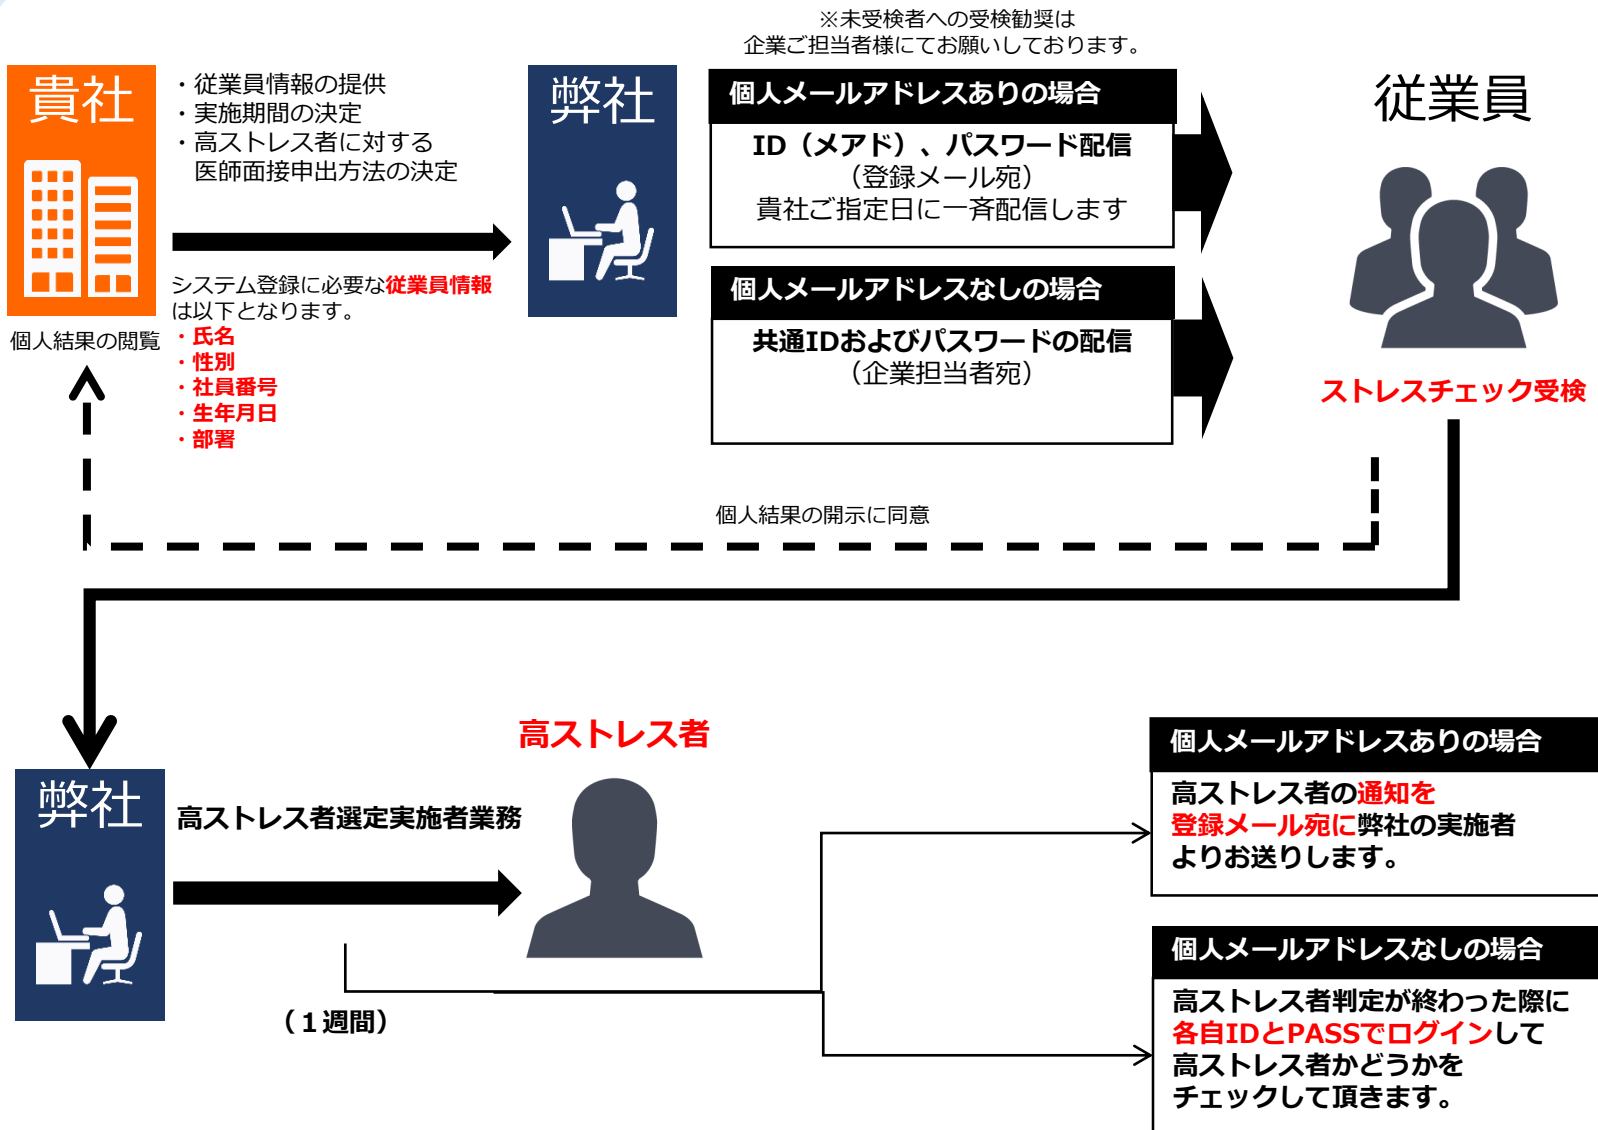 ※未受検者への受検勧奨は
企業ご担当者様にてお願いしております。
貴社
・従業員情報の提供
・実施期間の決定
・高ストレス者に対する
医師面接申出方法の決定
弊社
個人メールアドレスありの場合
ID（メアド）、パスワード配信
（登録メール宛）
貴社ご指定日に一斉配信します
従業員
システム登録に必要な従業員情報
は以下となります。
・氏名
・性別
・社員番号
・生年月日
・部署
個人メールアドレスなしの場合
共通IDおよびパスワードの配信
（企業担当者宛）
個人結果の閲覧
ストレスチェック受検
個人結果の開示に同意
弊社
高ストレス者選定実施者業務
高ストレス者
（１週間）
個人メールアドレスありの場合
高ストレス者の通知を
登録メール宛に弊社の実施者
よりお送りします。
個人メールアドレスなしの場合
高ストレス者判定が終わった際に
各自IDとPASSでログインして
高ストレス者かどうかを
チェックして頂きます。